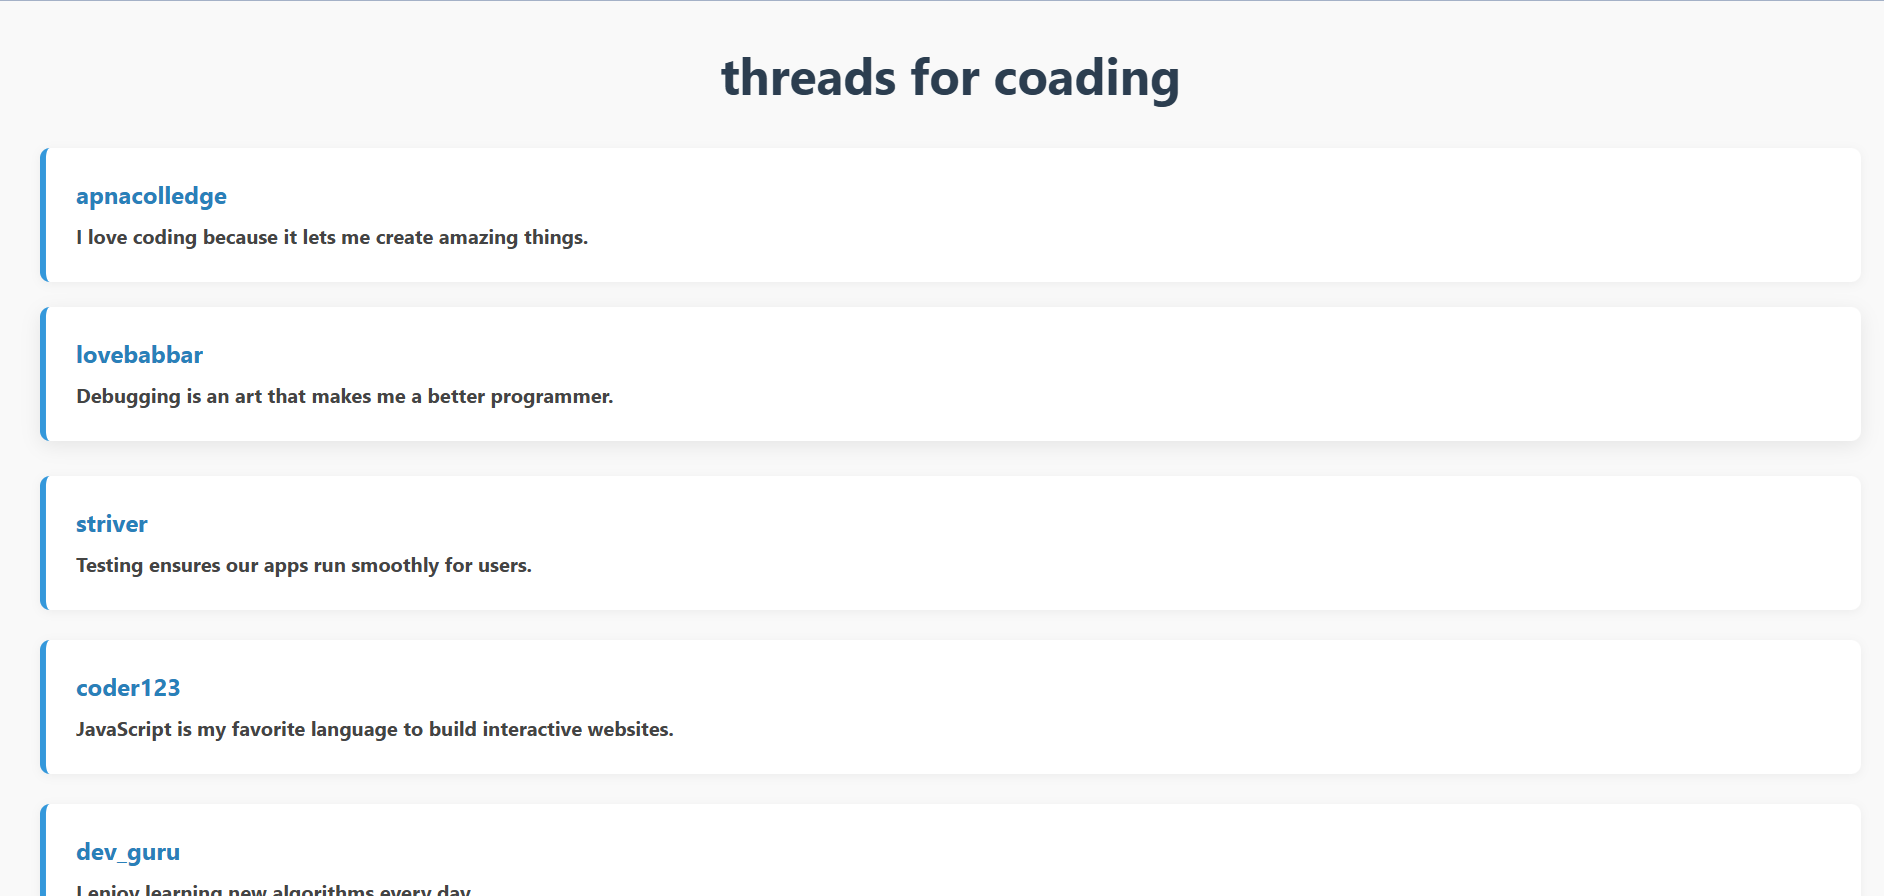 threads for coading
apnacolledge
I love coding because it lets me create amazing things.
lovebabbar
Debugging is an art that makes me a better programmer.
striver
Testing ensures our apps run smoothly for users.
coder123
JavaScript is my favorite language to build interactive websites.
dev_guru
I enjoy learning new algorithms every day